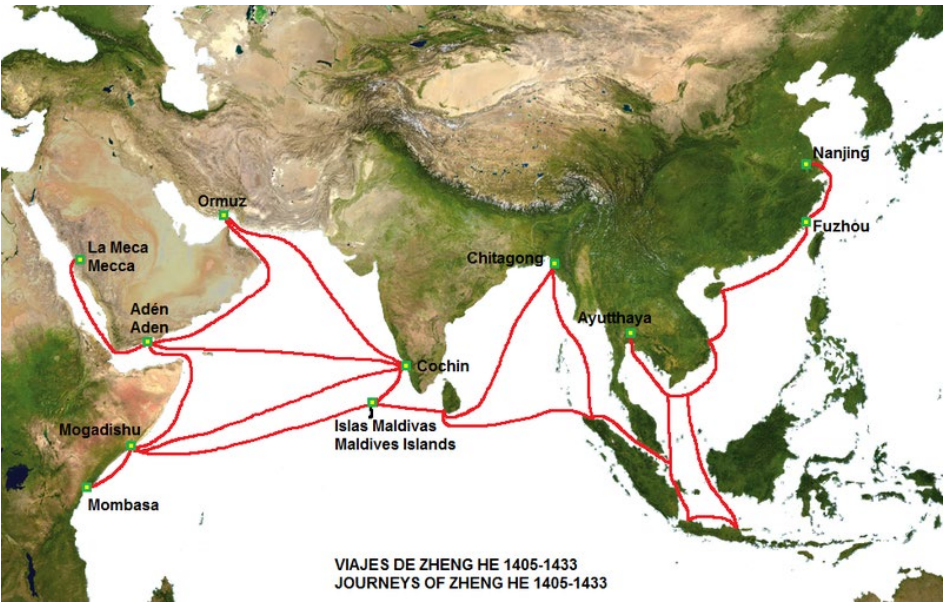 Nanjing
Ormuz
Fuzhou
La Meca
Mecca
Chitagong
Adén
Aden
Ayutthaya
Cochin
Islas Maldivas
Maldives Islands
Mogadishu
Mombasa
VIAJES DE ZHENG HE 1405-1433
JOURNEYS OF ZHENG HE 1405-1433